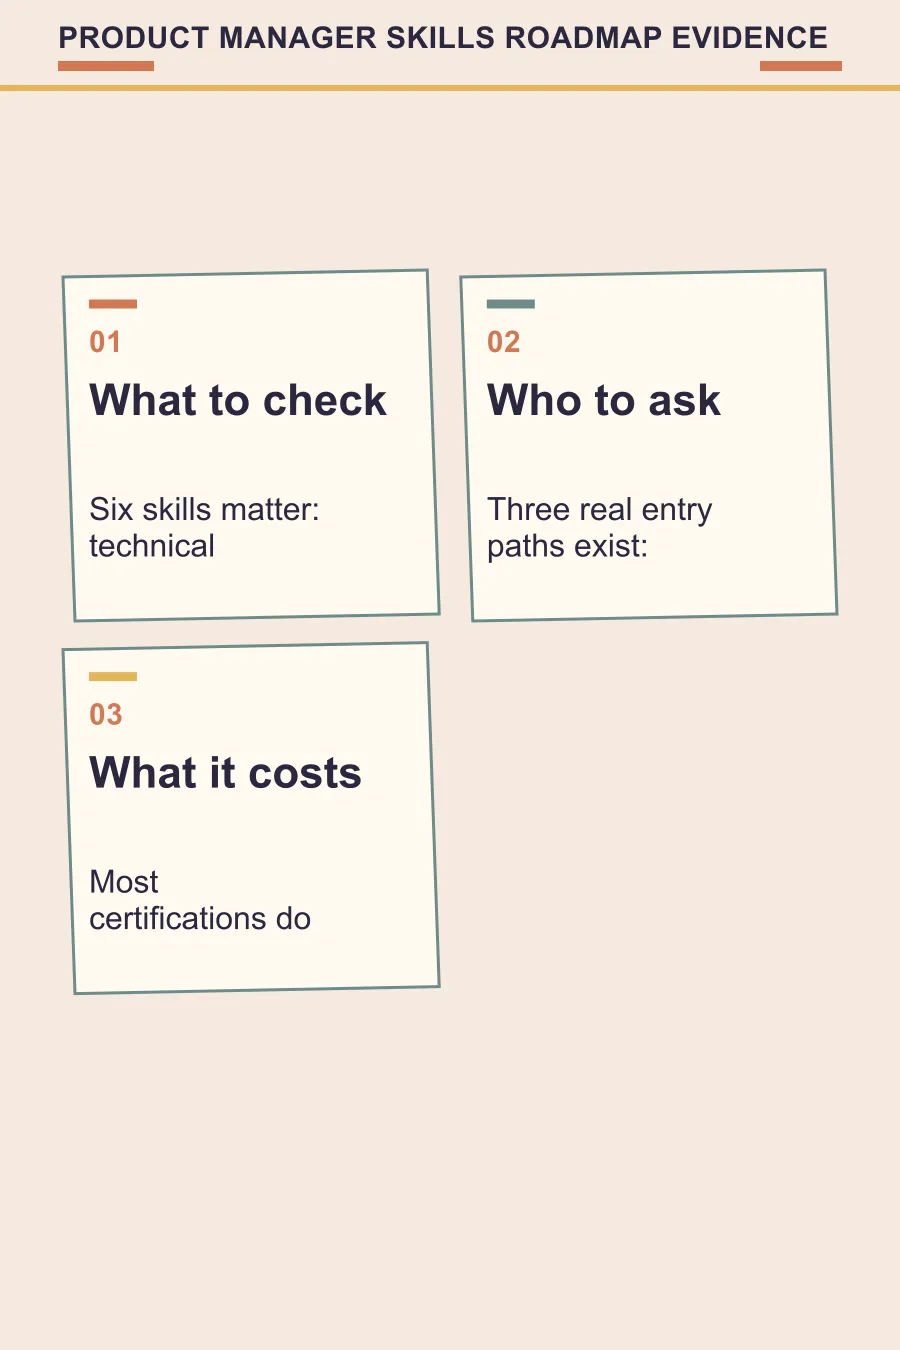 PRODUCT MANAGER SKILLS ROADMAP EVIDENCE
01
What to check
Six skills matter:
technical
02
Who to ask
Three real entry
paths exist:
03
What it costs
Most
certifications do